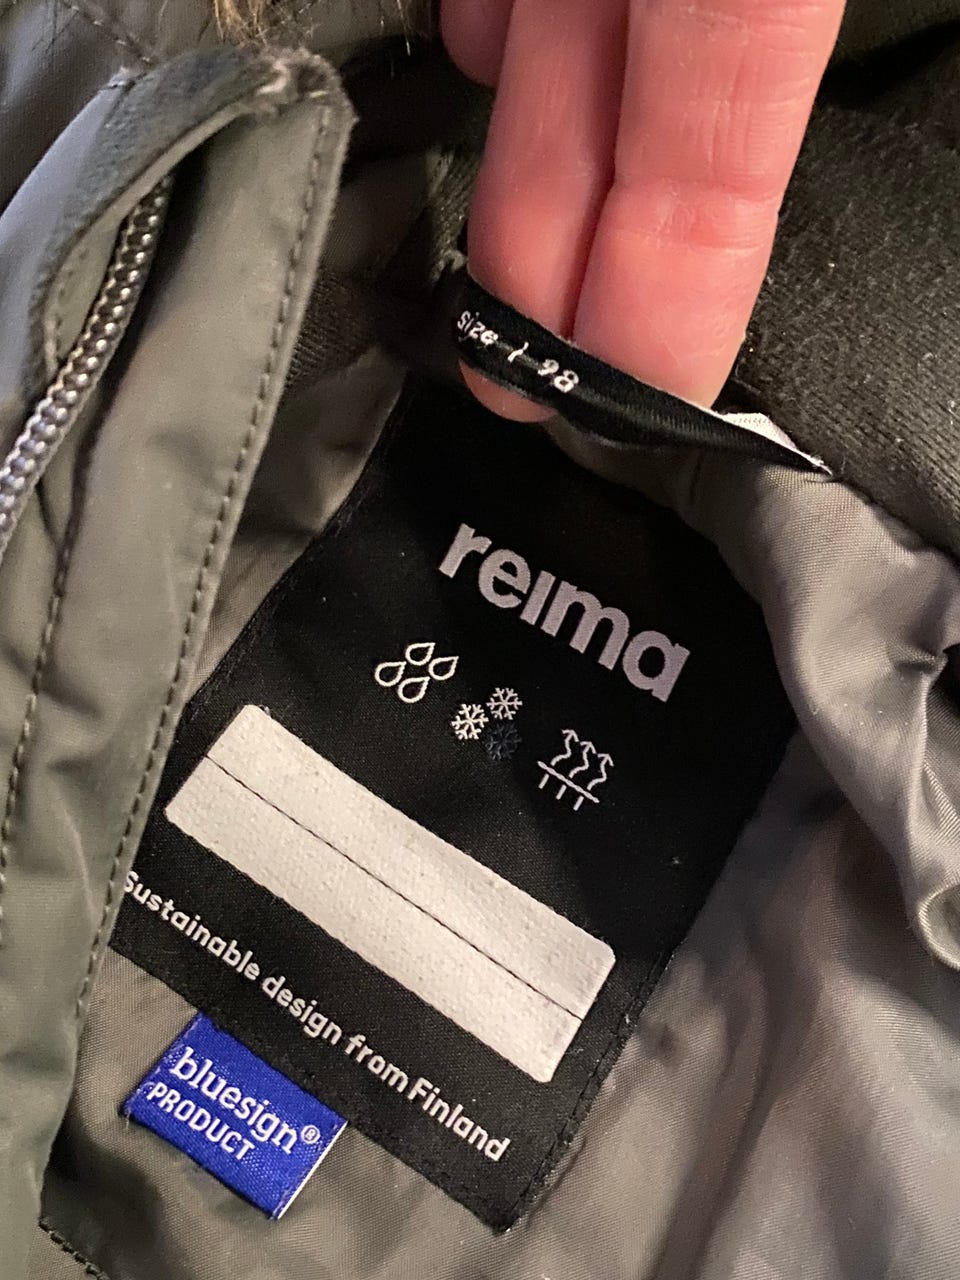 size / 98
reima
Sustainable design from Finland
bluesign®
PRODUCT